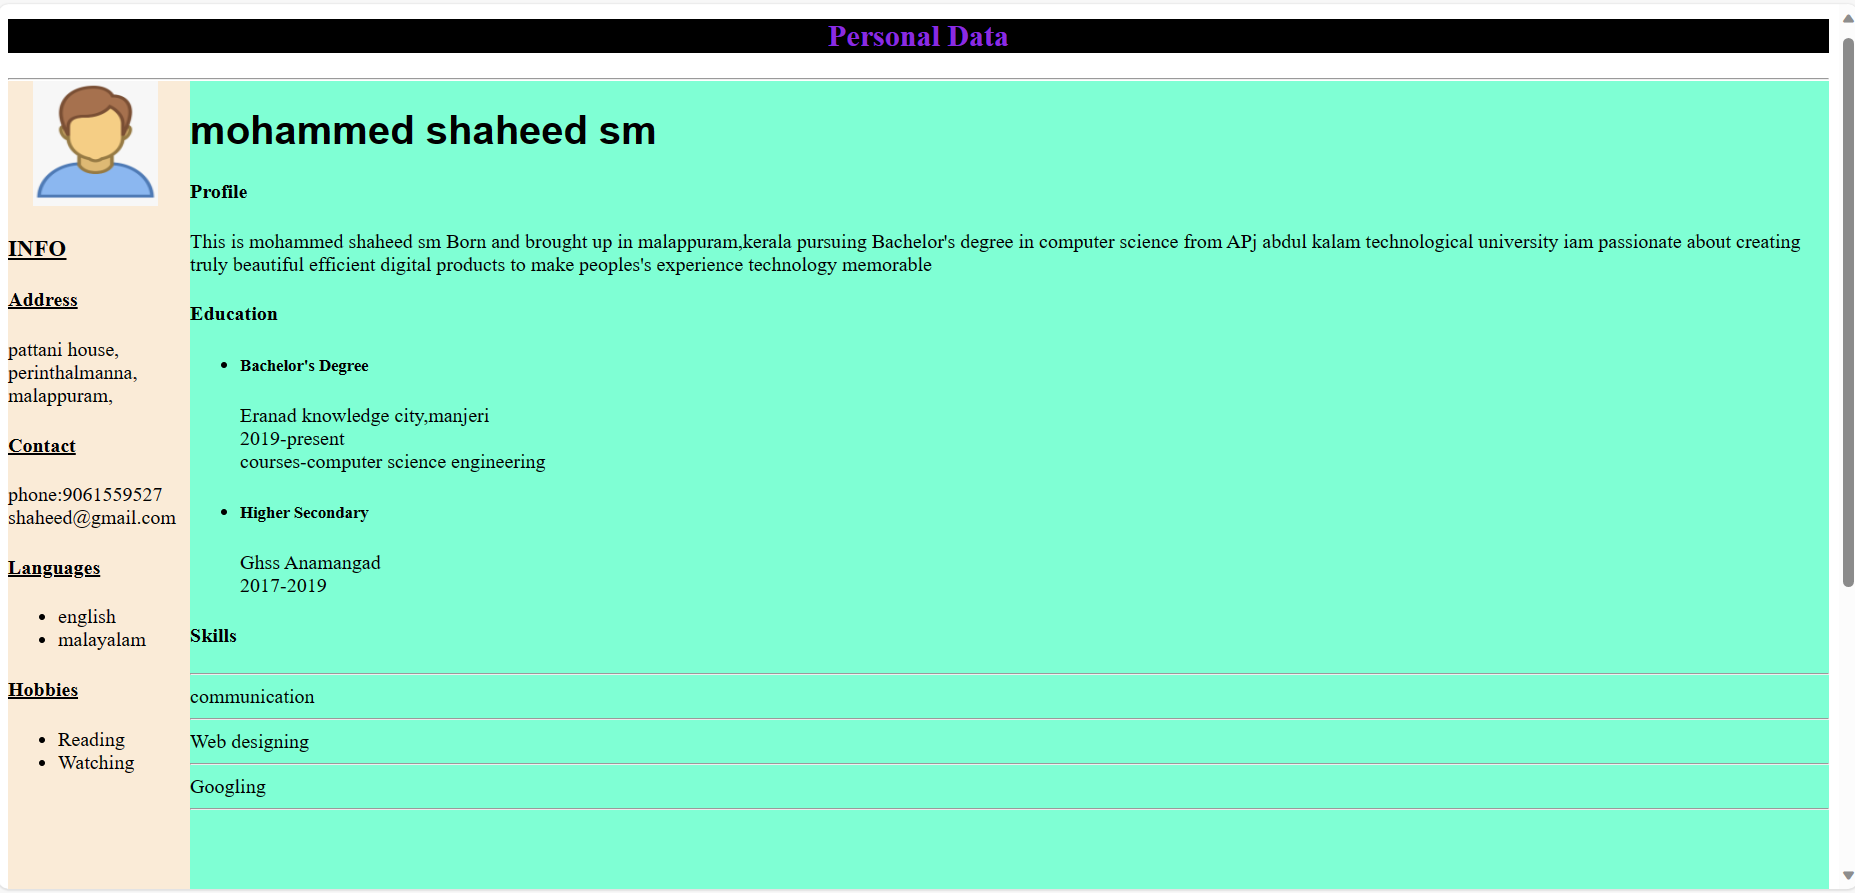 Personal Data
INFO
Address
pattani house,
perinthalmanna,
malappuram,
Contact
phone:9061559527
shaheed@gmail.com
Languages
english
malayalam
Hobbies
Reading
Watching
mohammed shaheed sm
Profile
This is mohammed shaheed sm Born and brought up in malappuram,kerala pursuing Bachelor's degree in computer science from APj abdul kalam technological university iam passionate about creating
truly beautiful efficient digital products to make peoples's experience technology memorable
Education
Bachelor's Degree
Eranad knowledge city,manjeri
2019-present
courses-computer science engineering
Higher Secondary
Ghss Anamangad
2017-2019
Skills
communication
Web designing
Googling